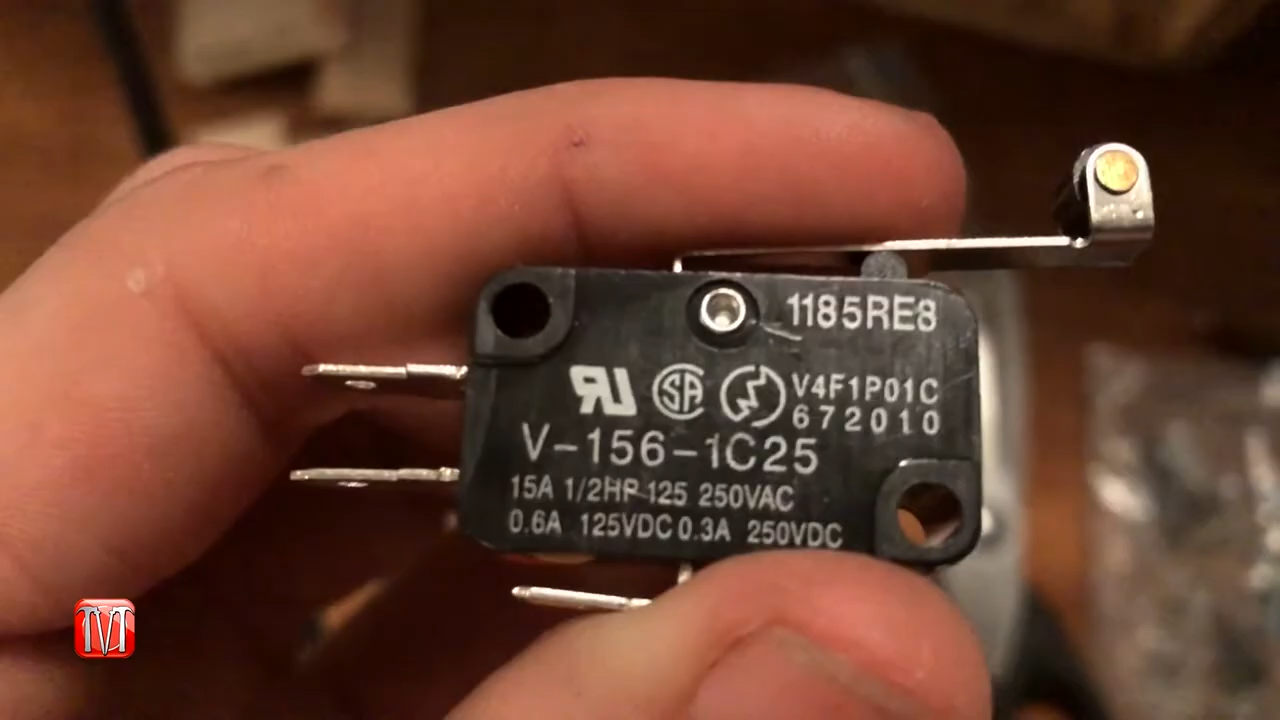 1185RE8
V4F1P01C
672010
V-156-1C25
15A 1/2HP 125 250VAC
0.6A 125VDC 0.3A 250VDC
TVT